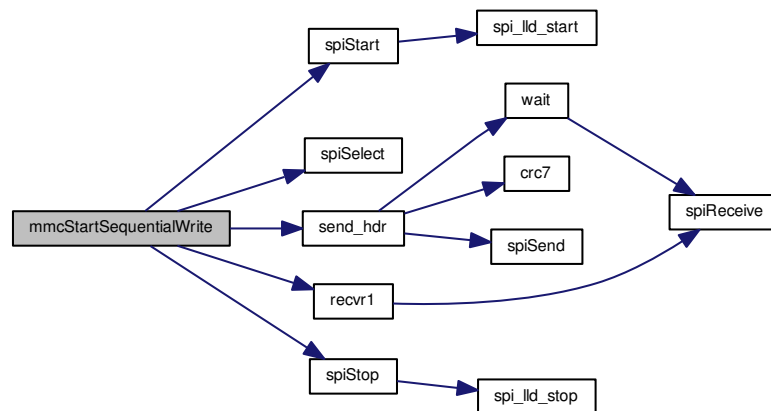 spiStart
spi_lld_start
wait
spiSelect
crc7
mmcStartSequentialWrite
send_hdr
spiReceive
spiSend
recvr1
spiStop
spi_lld_stop